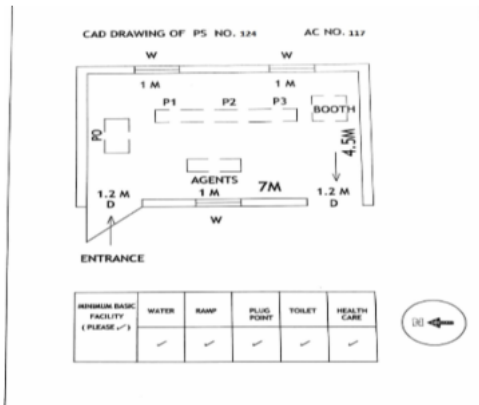 CAD DRAWING OF PS NO. 124 AC NO. 117
W W
1 M 1 M
P1 P2 P3
BOOTH
PO
4.5M
AGENTS
1.2 M 1 M 7M 1.2 M
D D
W
ENTRANCE
MINIMUM BASIC FACILITY ( PLEASE ✓ ) WATER RAMP PLUG POINT TOILET HEALTH CARE
✓ ✓ ✓ ✓ ✓